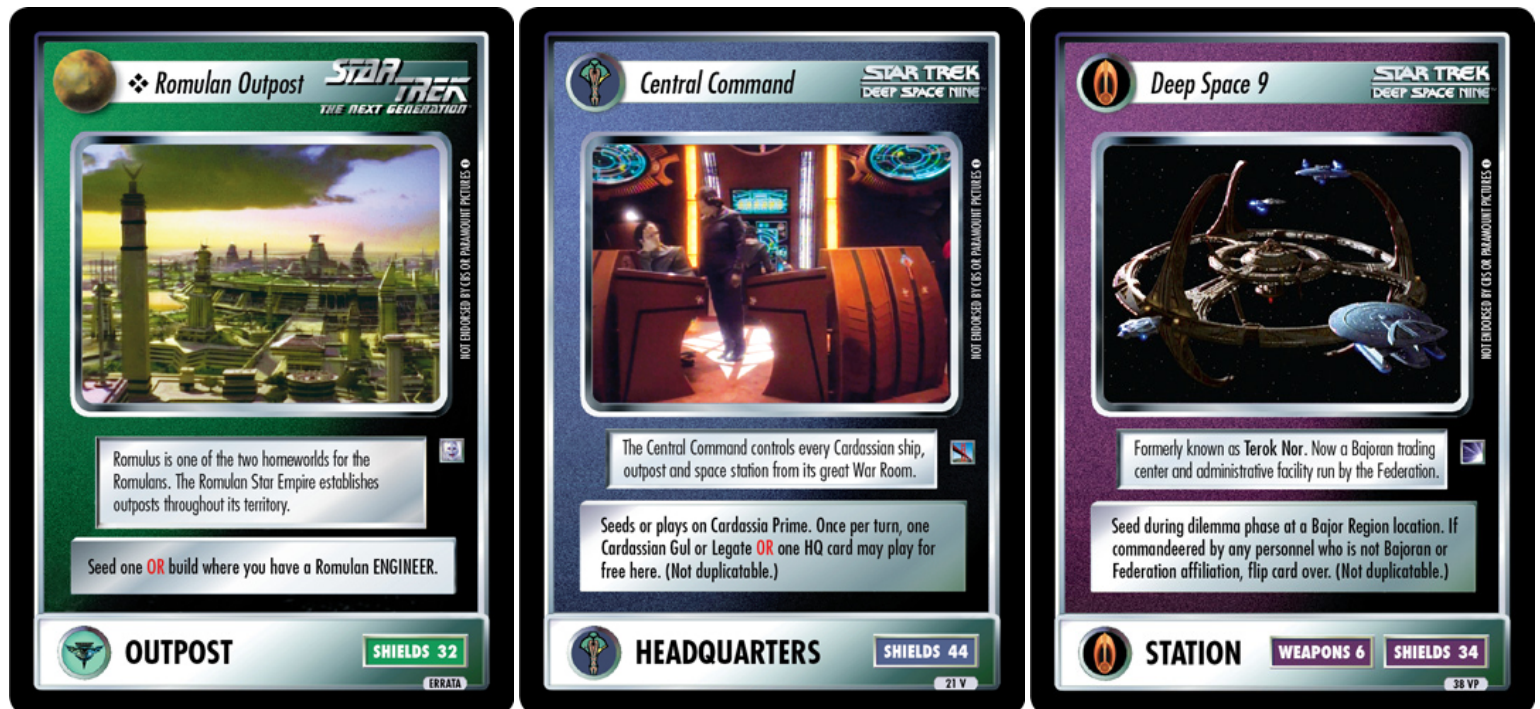 ❖ Romulan Outpost
STAR TREK
THE NEXT GENERATION
NOT ENDORSED BY CBS OR PARAMOUNT PICTURES
Romulus is one of the two homeworlds for the
Romulans. The Romulan Star Empire establishes
outposts throughout its territory.
Seed one OR build where you have a Romulan ENGINEER.
OUTPOST
SHIELDS 32
ERRATA
Central Command
STAR TREK
DEEP SPACE NINE
NOT ENDORSED BY CBS OR PARAMOUNT PICTURES
The Central Command controls every Cardassian ship,
outpost and space station from its great War Room.
Seeds or plays on Cardassia Prime. Once per turn, one
Cardassian Gul or Legate OR one HQ card may play for
free here. (Not duplicatable.)
HEADQUARTERS
SHIELDS 44
21 V
Deep Space 9
STAR TREK
DEEP SPACE NINE
NOT ENDORSED BY CBS OR PARAMOUNT PICTURES
Formerly known as Terok Nor. Now a Bajoran trading
center and administrative facility run by the Federation.
Seed during dilemma phase at a Bajor Region location. If
commandeered by any personnel who is not Bajoran or
Federation affiliation, flip card over. (Not duplicatable.)
STATION
WEAPONS 6
SHIELDS 34
38 VP